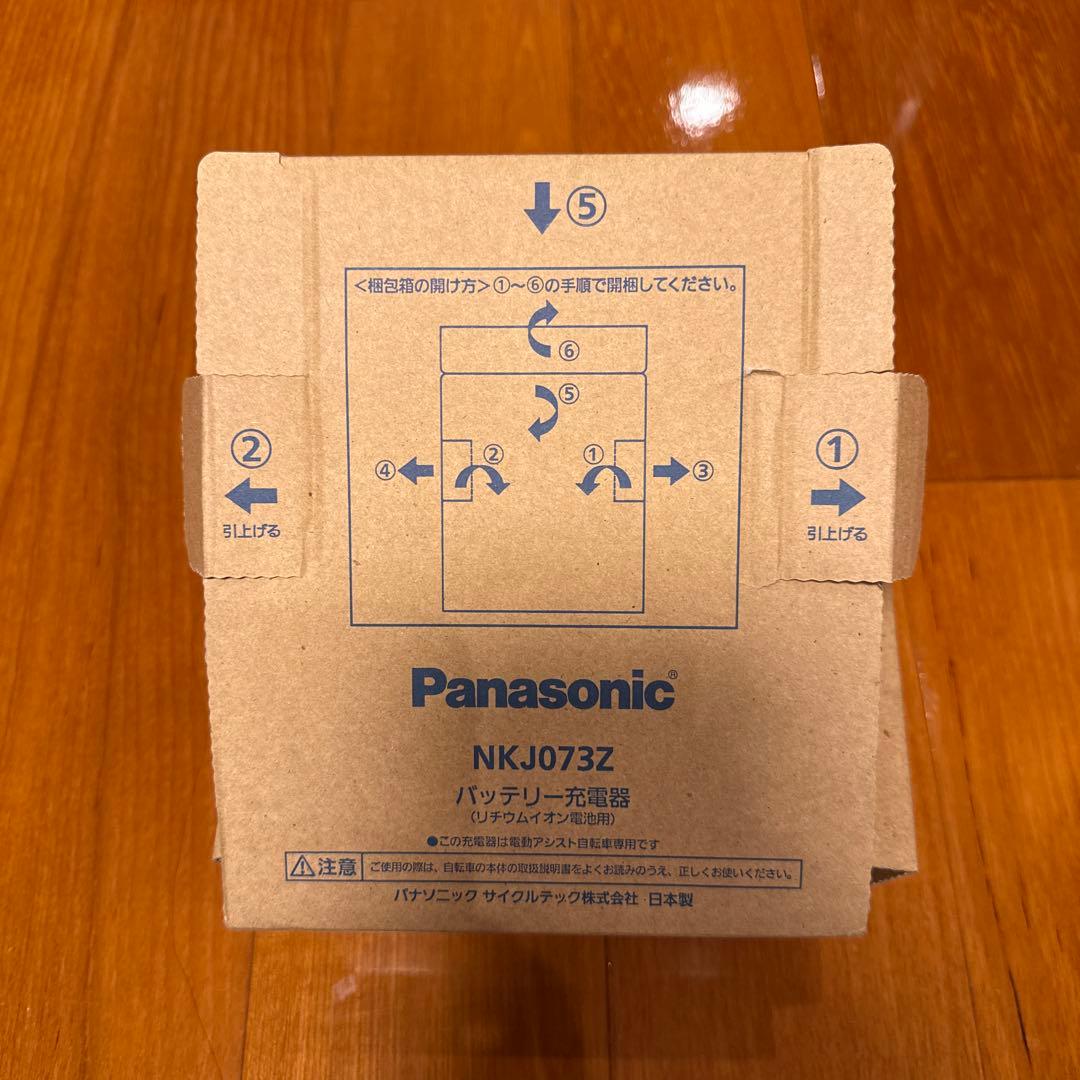 ⑤
<梱包箱の開け方>①〜⑥の手順で開梱してください。
⑥
⑤
④ ② ① ③
②
引上げる
①
引上げる
Panasonic®
NKJ073Z
バッテリー充電器
(リチウムイオン電池用)
●この充電器は電動アシスト自転車専用です
注意 ご使用の際は、自転車の本体の取扱説明書をよくお読みのうえ、正しくお使いください。
パナソニック サイクルテック株式会社 日本製